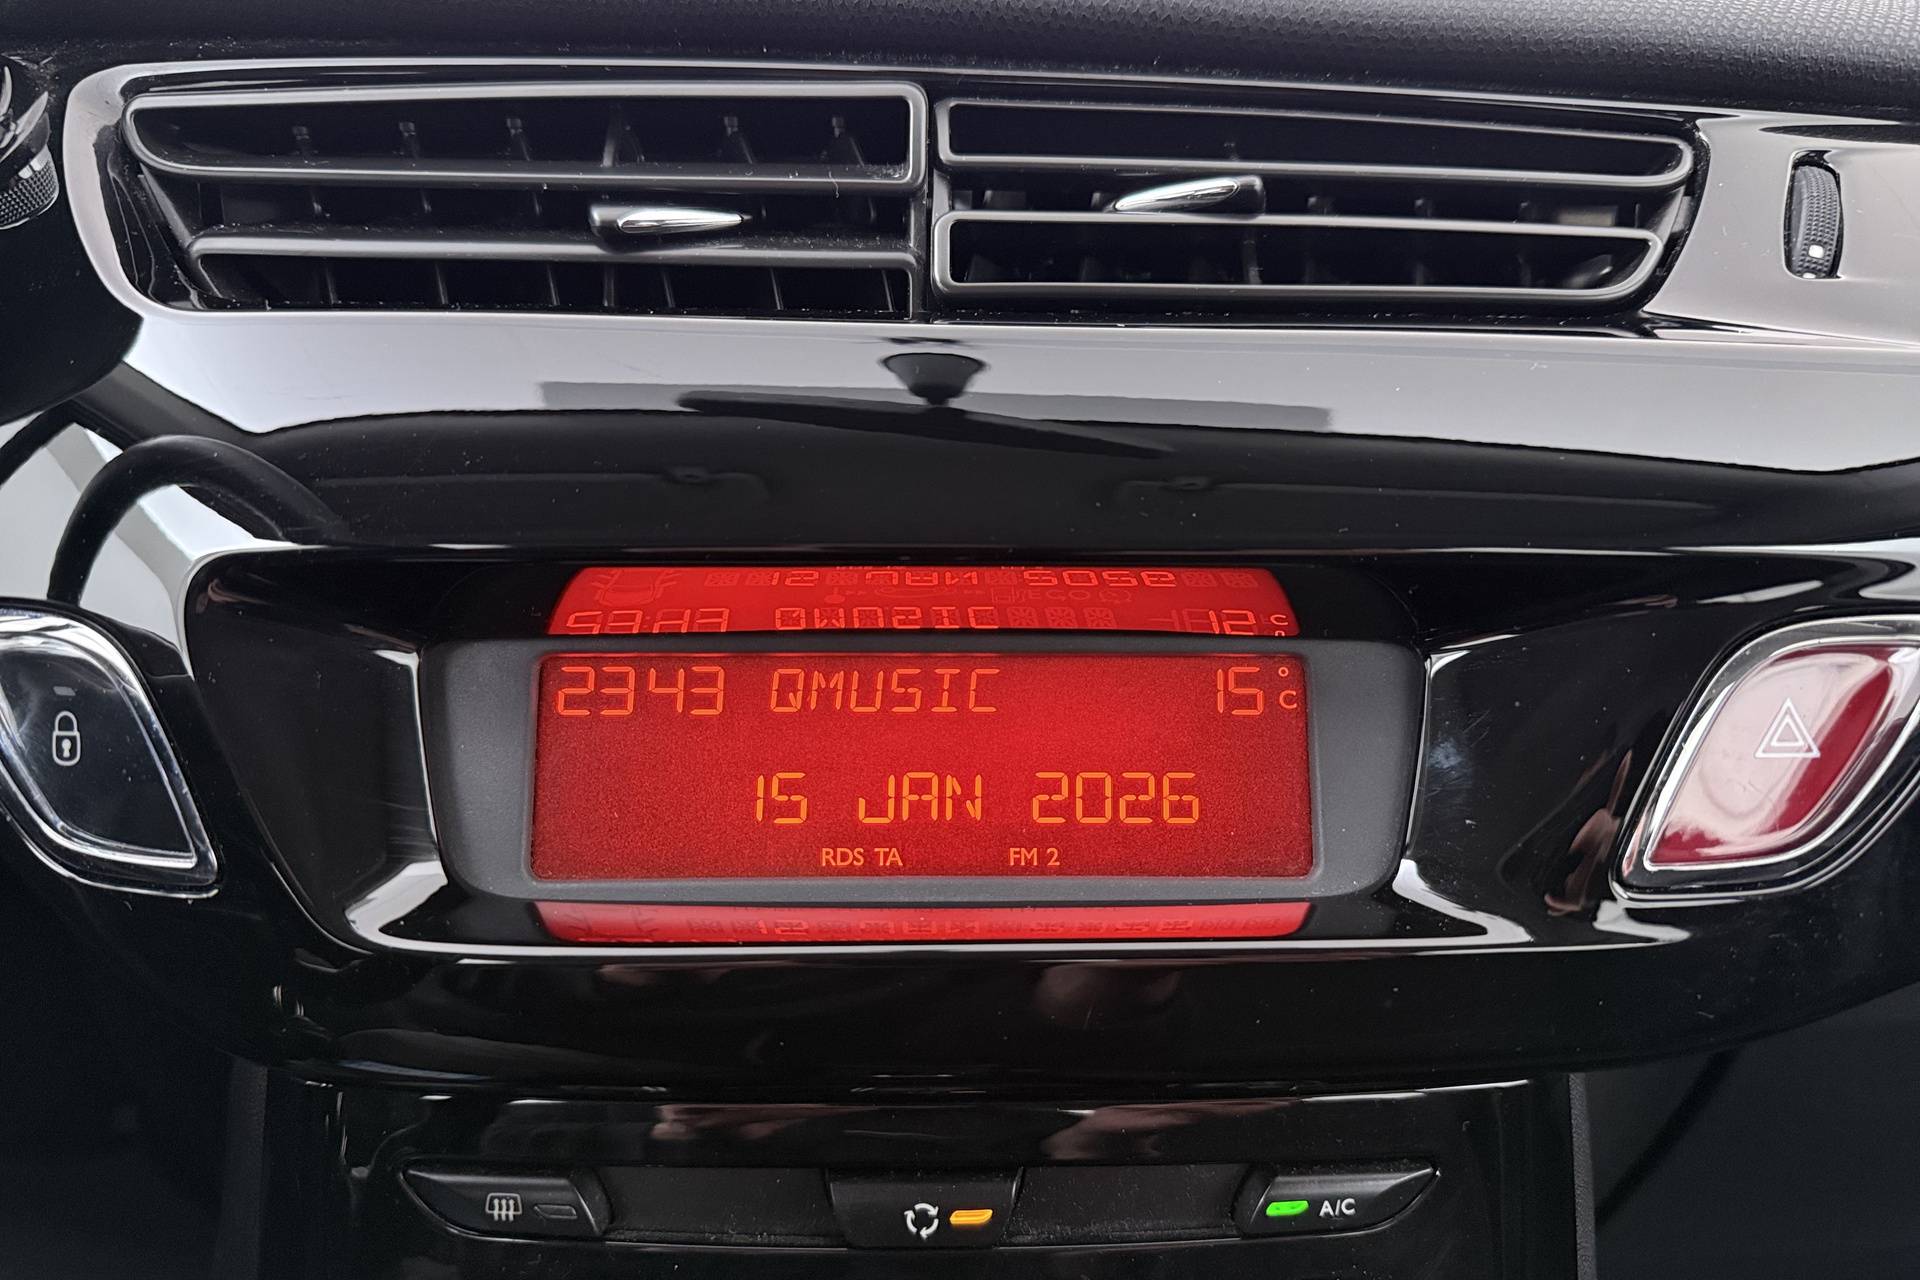 2343 QMUSIC 15°C
15 JAN 2026
RDS TA FM 2
A/C